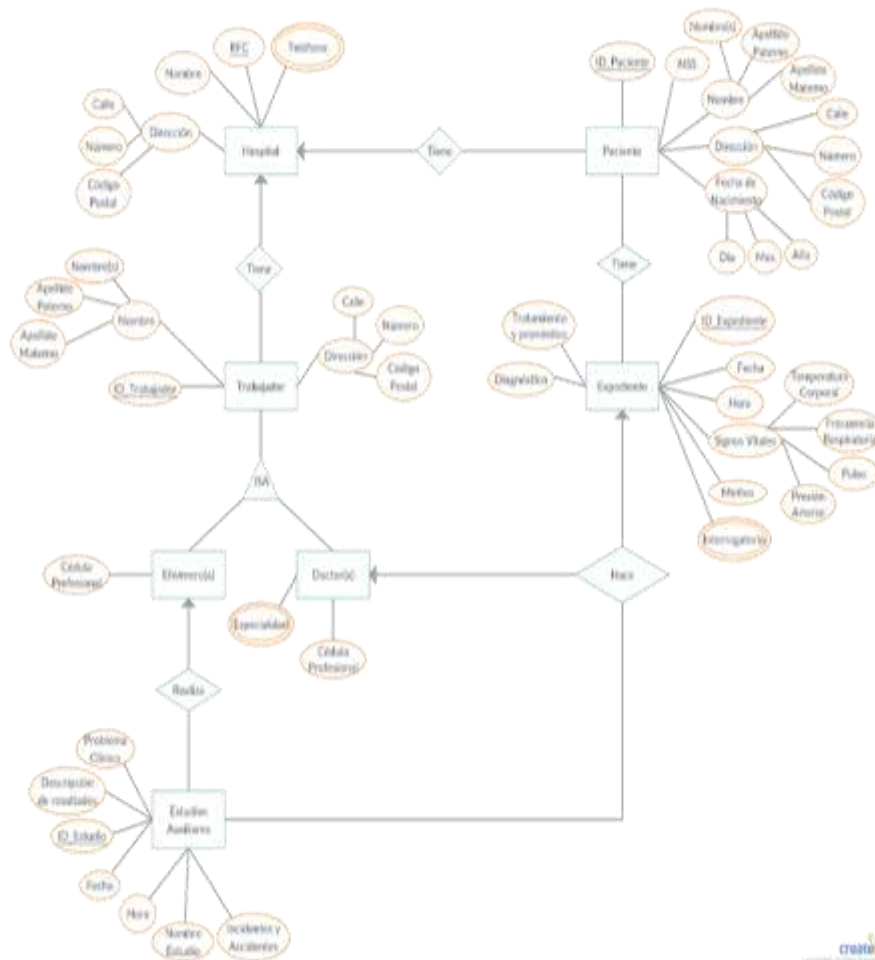 RFC
Teléfono
Nombre
Calle
Dirección
Número
Código
Postal
Hospital
Tiene
Paciente
ID_Paciente
NSS
Nombre(s)
Apellido
Paterno
Apellido
Materno
Nombre
Calle
Dirección
Número
Código
Postal
Fecha de
Nacimiento
Día
Mes
Año
Tiene
Tiene
Nombre(s)
Apellido
Paterno
Apellido
Materno
Nombre
ID_Trabajador
Trabajador
Calle
Número
Dirección
Código
Postal
Tratamiento
Diagnóstico
Expediente
ID_Expediente
Fecha
Hora
Signos Vitales
Temperatura
Corporal
Frecuencia
Respiratoria
Pulso
Presión
Arterial
Interrogatorio
ISA
Cédula
Profesional
Doctor(a)
Especialidad
Cédula
Profesional
Hace
Realiza
Problema
Clínico
Descripción
de resultados
ID_Estudio
Fecha
Hora
Nombre
Estudio
Incidentes y
Accidentes
Estudios
Auxiliares